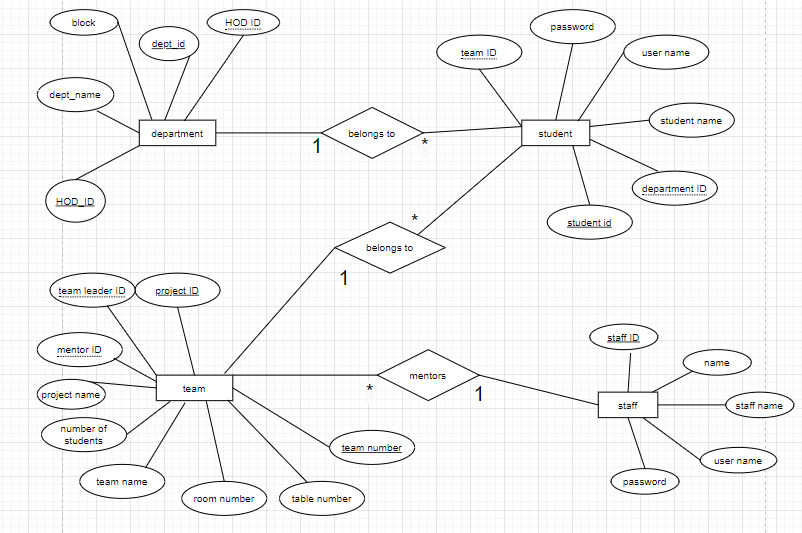 block
dept_id
HOD ID
dept_name
department
HOD_ID
belongs to
1
*
team ID
password
user name
student name
student
department ID
student id
*
belongs to
1
team leader ID
project ID
mentor ID
project name
team
number of
students
team name
room number
table number
team number
mentors
*
1
staff ID
name
staff
staff name
user name
password